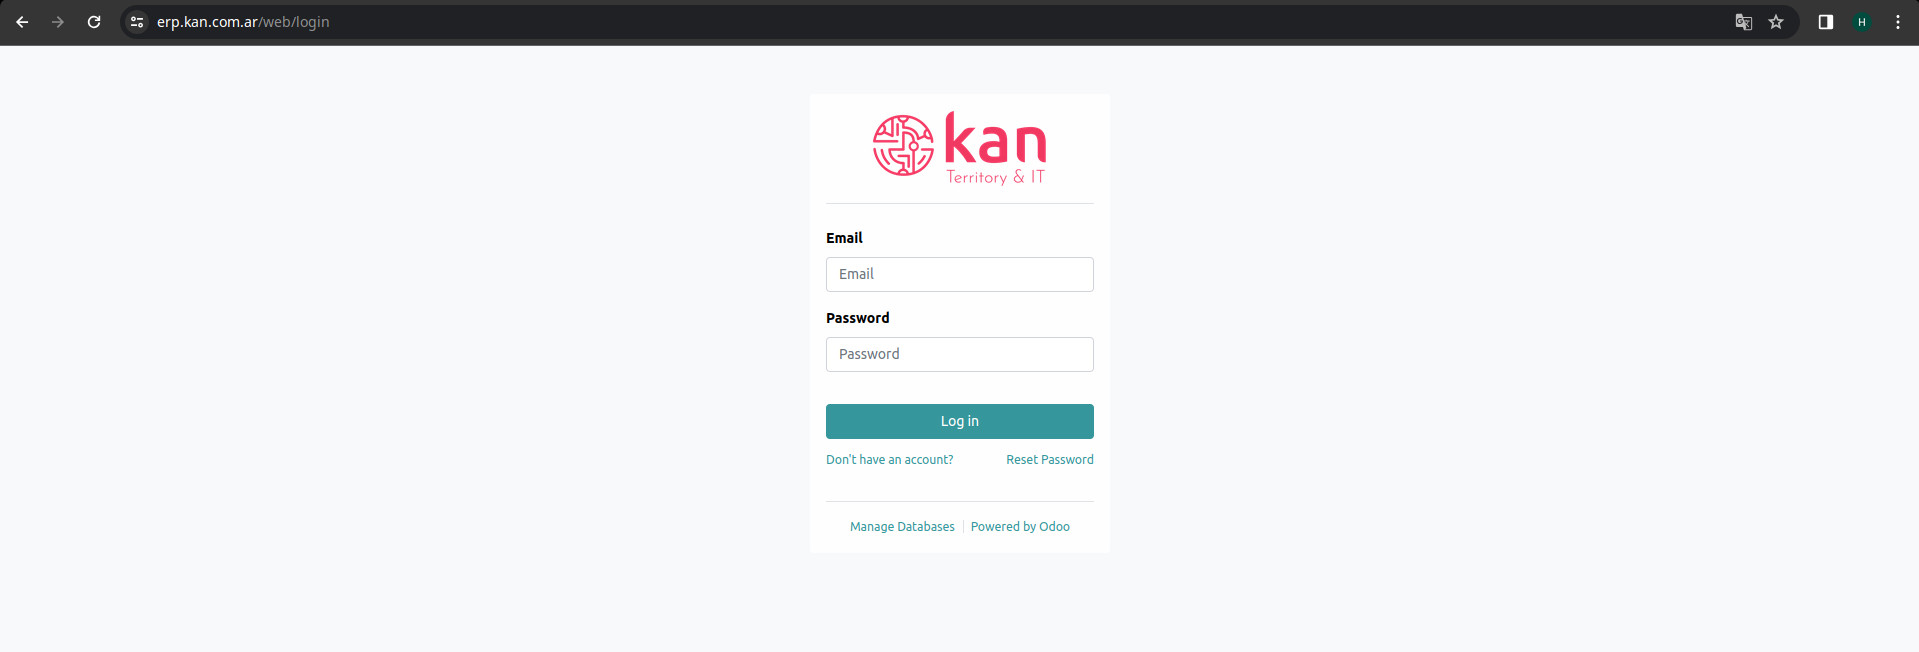 erp.kan.com.ar/web/login
H
kan
Territory & IT
Email
Email
Password
Password
Log in
Don't have an account? Reset Password
Manage Databases Powered by Odoo